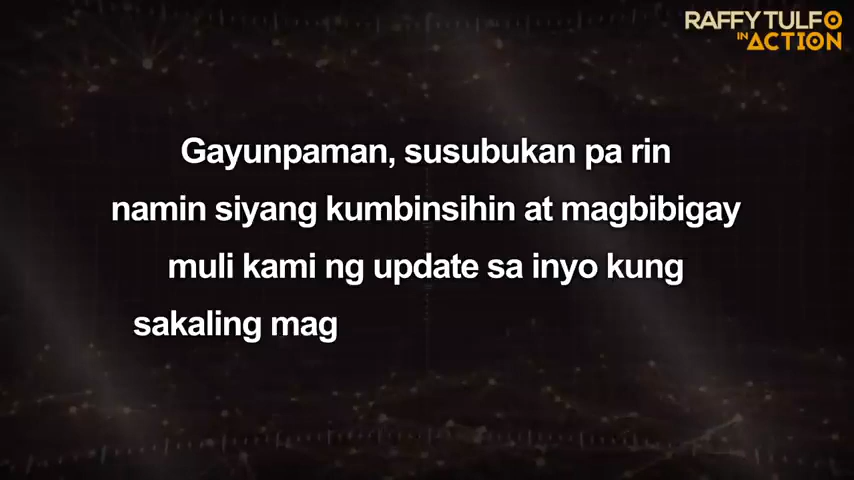 RAFFY TULFO
IN ACTION
Gayunpaman, susubukan pa rin
namin siyang kumbinsihin at magbibigay
muli kami ng update sa inyo kung
sakaling mag